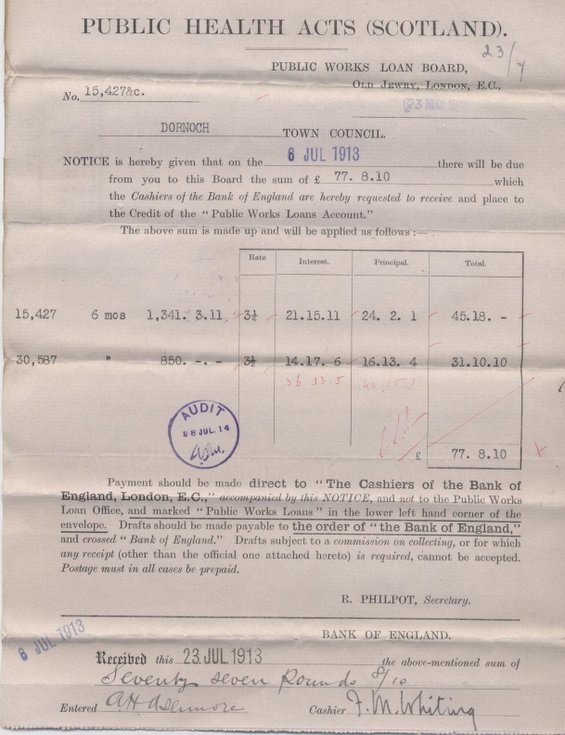 PUBLIC HEALTH ACTS (SCOTLAND).
23/7
PUBLIC WORKS LOAN BOARD,
OLD JEWRY, LONDON, E.C.,
No. 15,427&c.
DORNOCH TOWN COUNCIL.
NOTICE is hereby given that on the 6 JUL 1913 there will be due
from you to this Board the sum of £ 77. 8.10 which
the Cashiers of the Bank of England are hereby requested to receive and place to
the Credit of the "Public Works Loans Account."
The above sum is made up and will be applied as follows:—
Rate Interest. Principal. Total.
15,427 6 mos 1,341. 3.11 3¼ 21.15.11 24. 2. 1 45.18. -
30,587 " 850. -. - 3½ 14.17. 6 16.13. 4 31.10.10
36 13 5 40 15 5
AUDIT
28 JUL. 14
£ 77. 8.10
Payment should be made direct to "The Cashiers of the Bank of
England, London, E.C.," accompanied by this NOTICE, and not to the Public Works
Loan Office, and marked "Public Works Loans" in the lower left hand corner of the
envelope. Drafts should be made payable to the order of "the Bank of England,"
and crossed "Bank of England." Drafts subject to a commission on collecting, or for which
any receipt (other than the official one attached hereto) is required, cannot be accepted.
Postage must in all cases be prepaid.
R. PHILPOT, Secretary.
6 JUL 1913
BANK OF ENGLAND.
Received this 23 JUL 1913 the above-mentioned sum of
Seventy seven Pounds 8/10
Entered Cashier F. M. Whiting